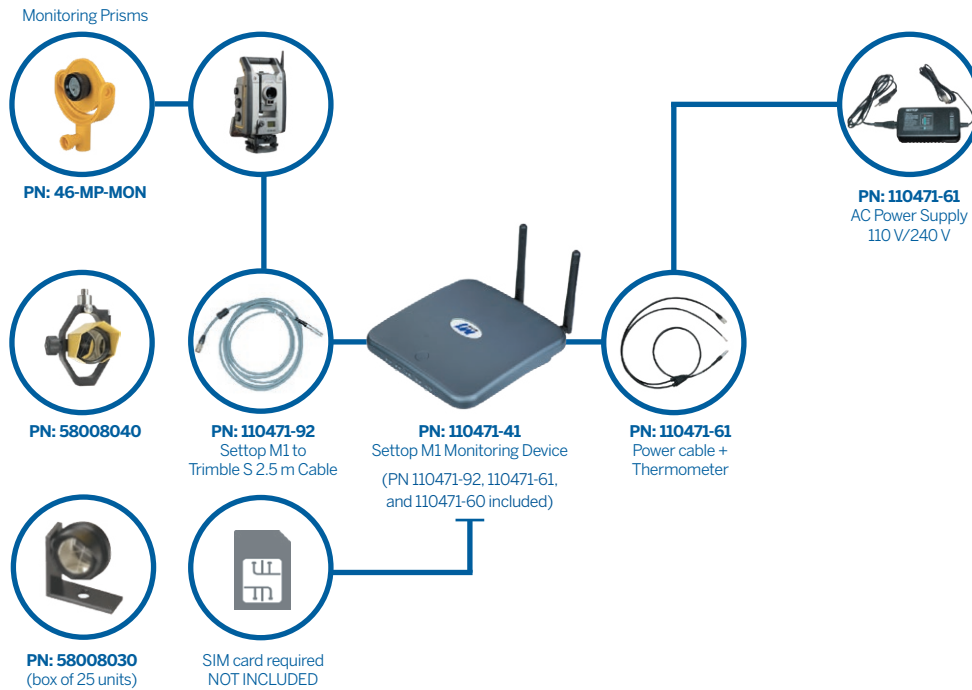 Monitoring Prisms
PN: 46-MP-MON
PN: 110471-61
AC Power Supply
110 V/240 V
PN: 58008040
PN: 110471-92
Settop M1 to
Trimble S 2.5 m Cable
PN: 110471-41
Settop M1 Monitoring Device
(PN 110471-92, 110471-61,
and 110471-60 included)
PN: 110471-61
Power cable +
Thermometer
PN: 58008030
(box of 25 units)
SIM card required
NOT INCLUDED